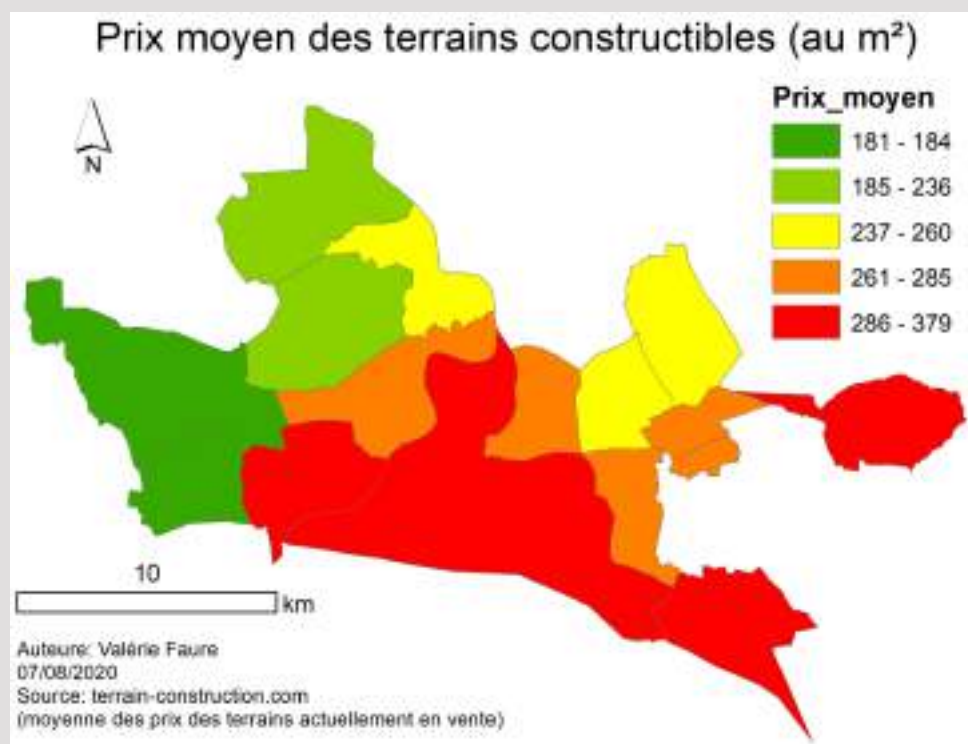 Prix moyen des terrains constructibles (au m²)
Prix_moyen
181 - 184
185 - 236
237 - 260
261 - 285
286 - 379
N
10
km
Auteure: Valérie Faure
07/08/2020
Source: terrain-construction.com
(moyenne des prix des terrains actuellement en vente)